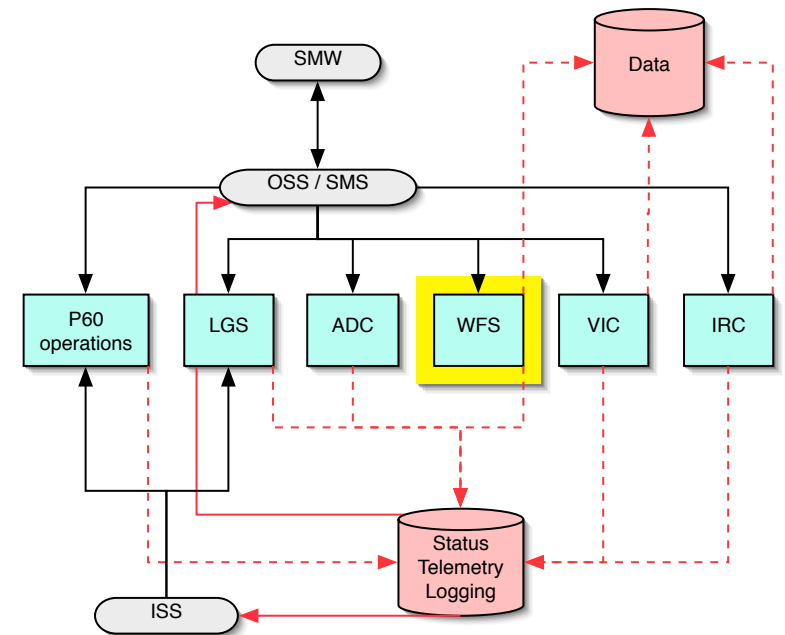 SMW
Data
OSS / SMS
P60
operations
LGS
ADC
WFS
VIC
IRC
Status
Telemetry
Logging
ISS